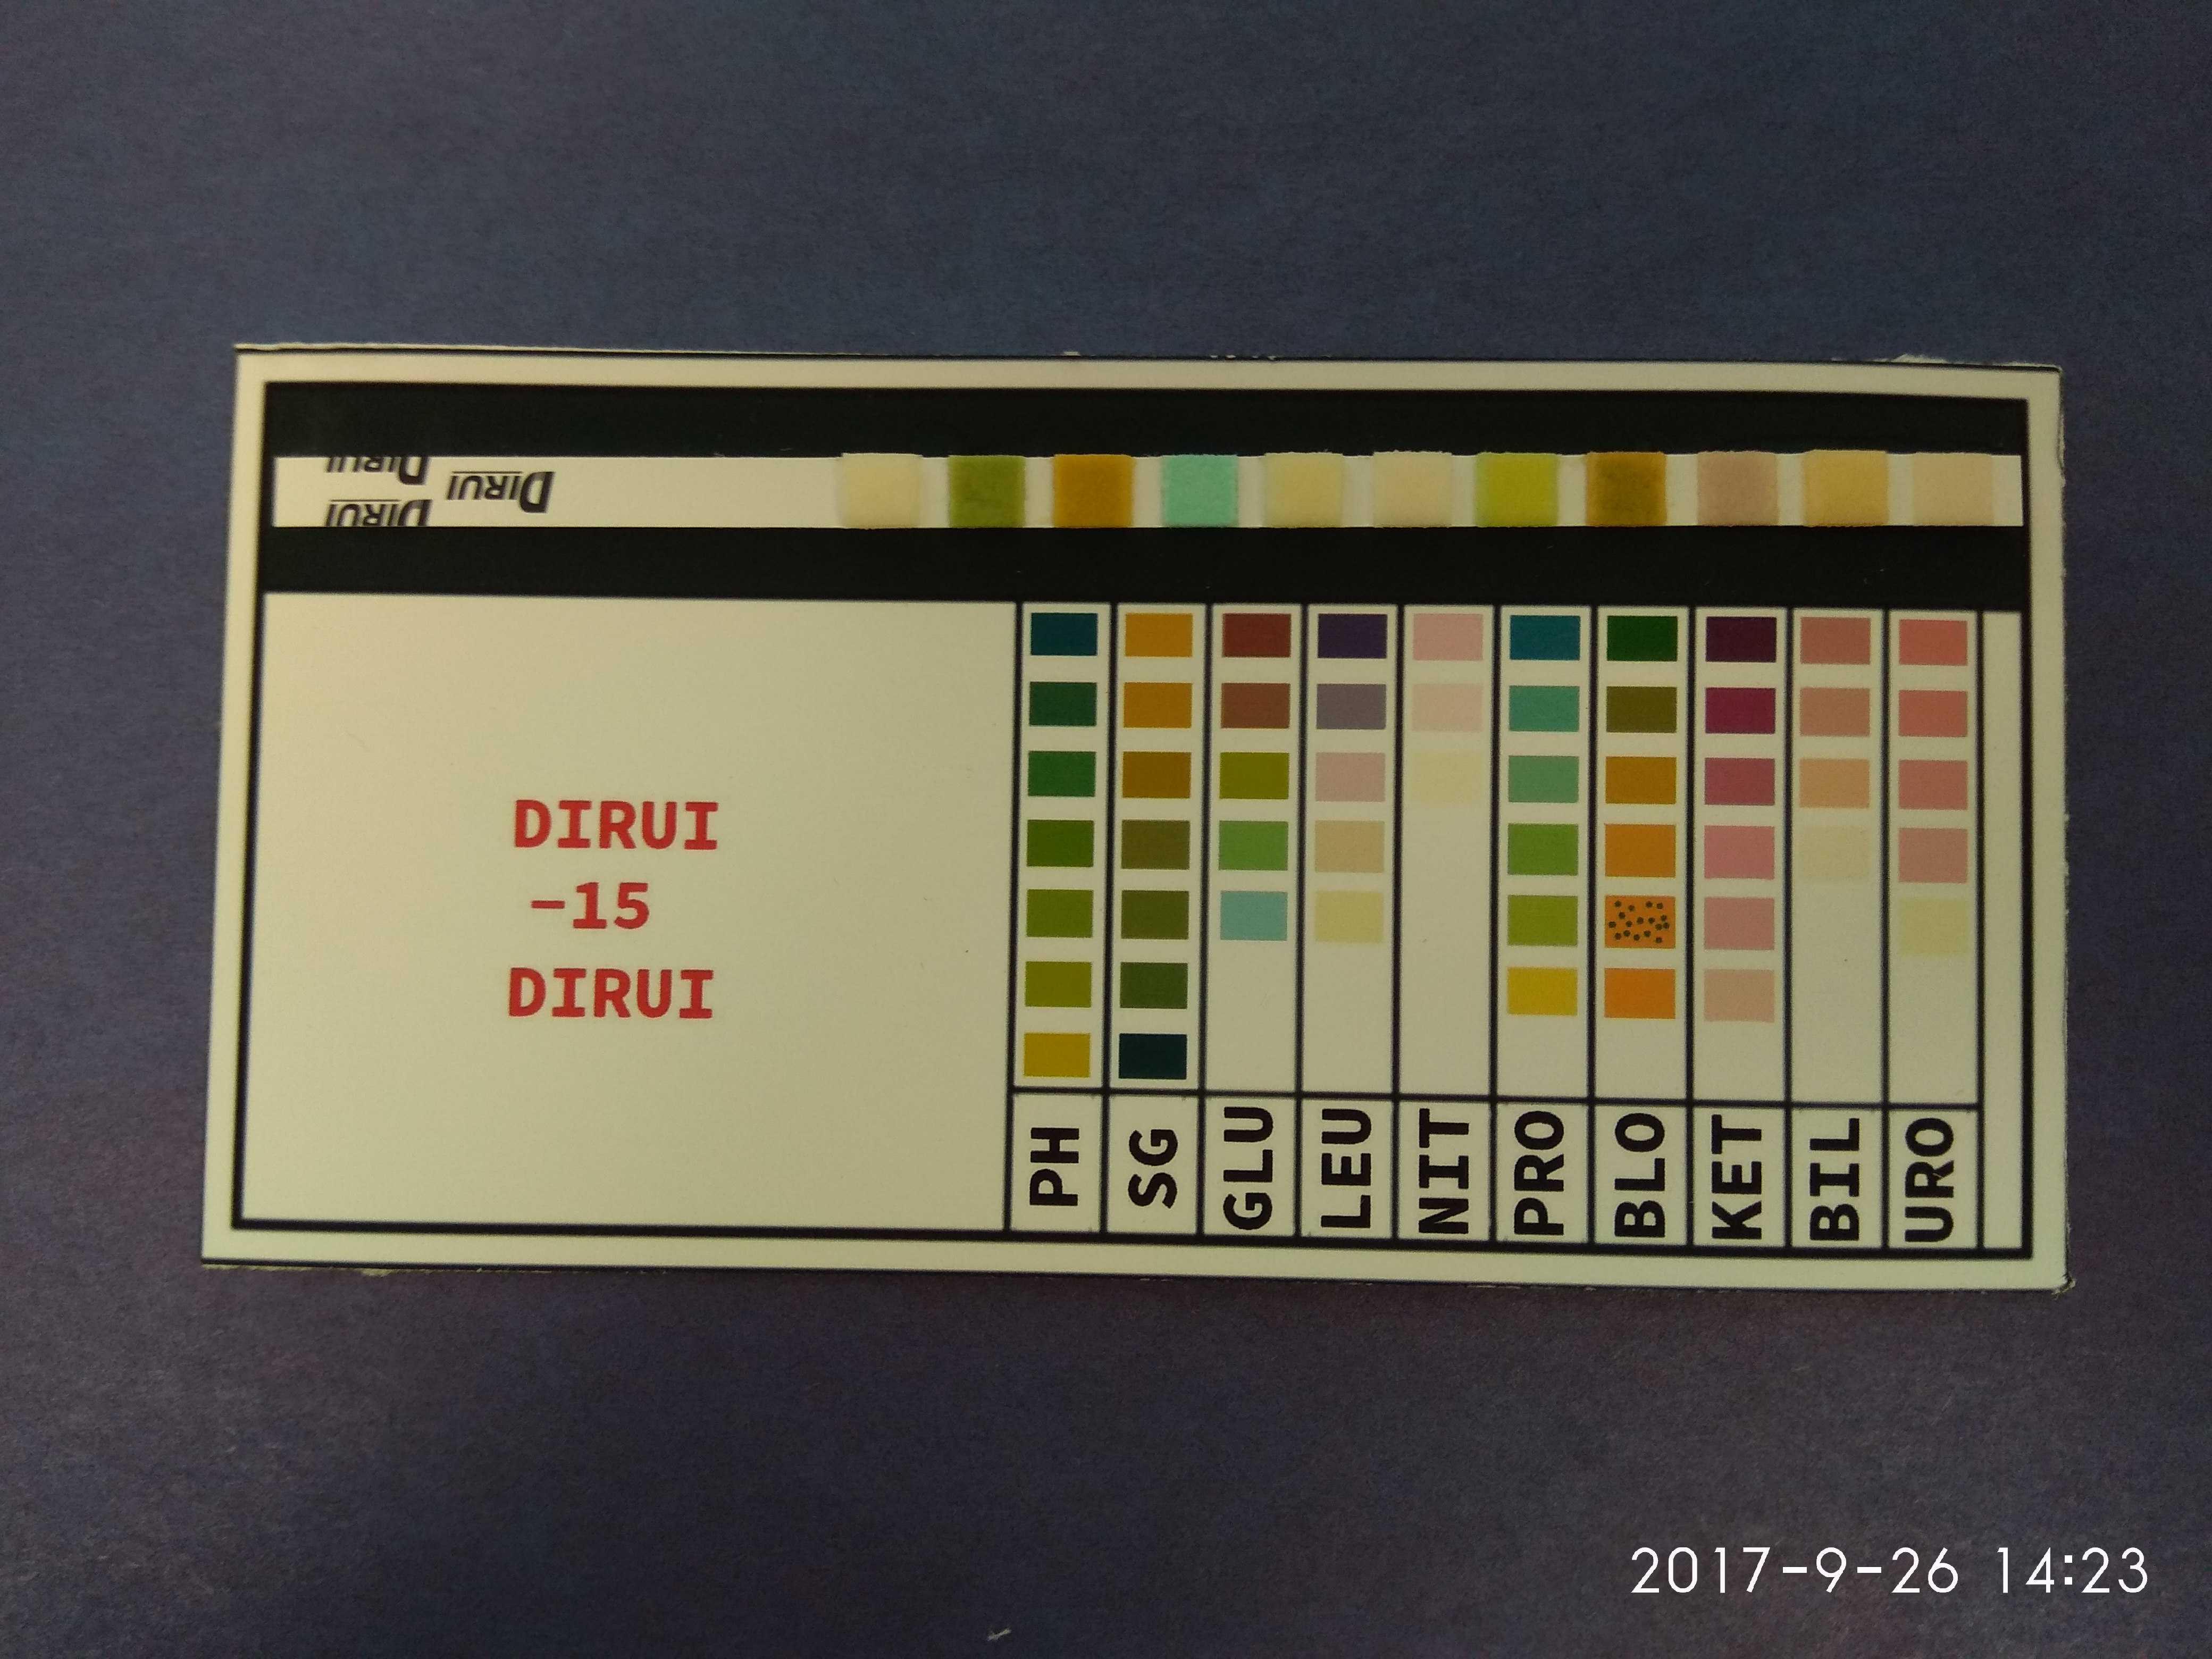 DIRUI
DIRUI
DIRUI
DIRUI
-15
DIRUI
PH
SG
GLU
LEU
NIT
PRO
BLO
KET
BIL
URO
2017-9-26 14:23